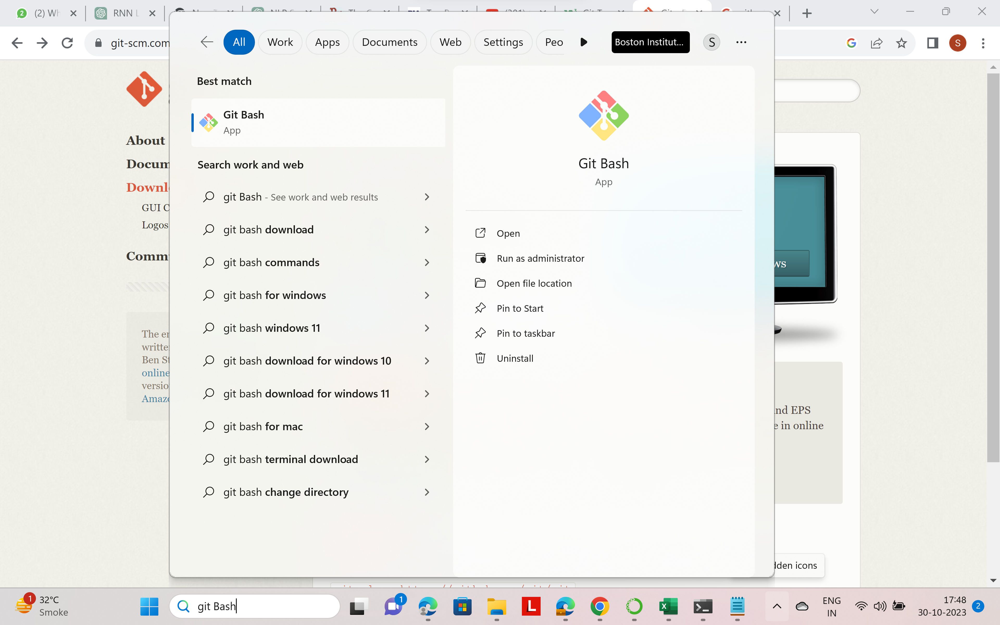 (2) Wh
RNN L
git-scm.com
All
Work
Apps
Documents
Web
Settings
Peo
Boston Institut...
S
S
Best match
Git Bash
App
Search work and web
git Bash - See work and web results
git bash download
git bash commands
git bash for windows
git bash windows 11
git bash download for windows 10
git bash download for windows 11
git bash for mac
git bash terminal download
git bash change directory
Git Bash
App
Open
Run as administrator
Open file location
Pin to Start
Pin to taskbar
Uninstall
About
Docum
Downl
GUI C
Logos
Comm
The er
writte
Ben St
online
versio
Amazo
ws
nd EPS
e in online
dden icons
1
32°C
Smoke
git Bash
1
L
ENG
IN
17:48
30-10-2023
2